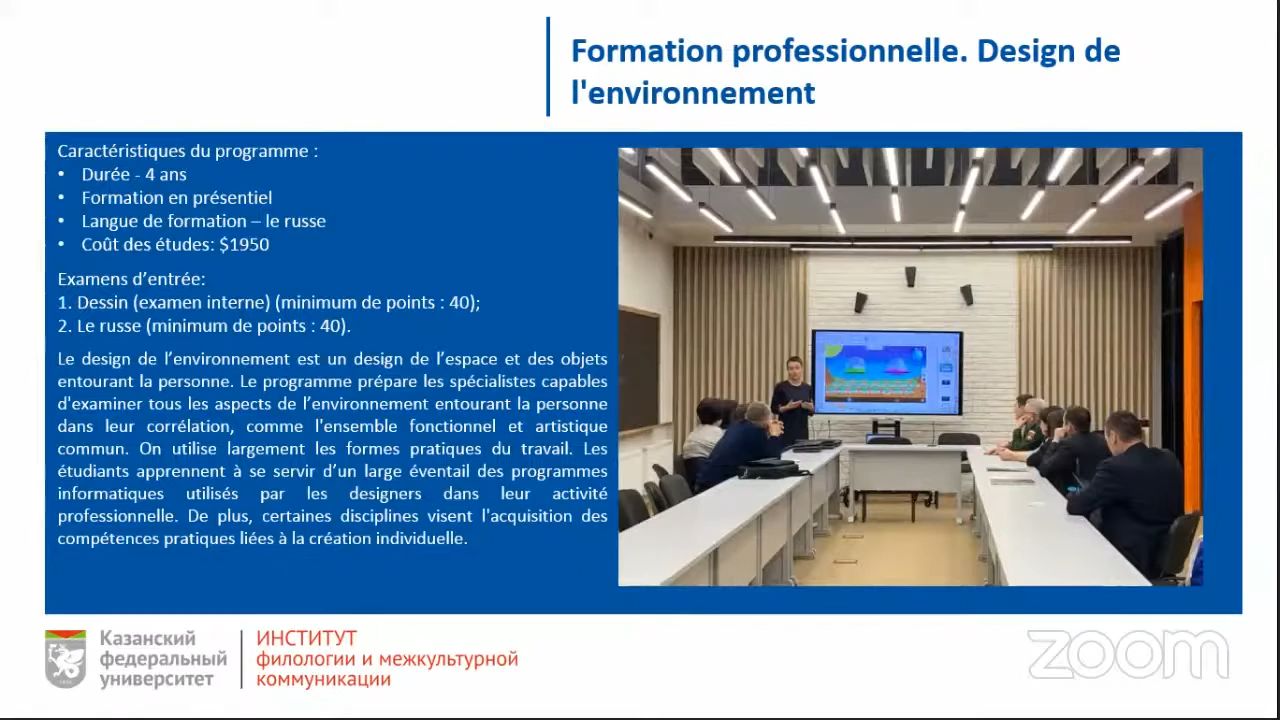 Formation professionnelle. Design de
l'environnement
Caractéristiques du programme :
• Durée - 4 ans
• Formation en présentiel
• Langue de formation – le russe
• Coût des études: $1950
Examens d’entrée:
1. Dessin (examen interne) (minimum de points : 40);
2. Le russe (minimum de points : 40).
Le design de l’environnement est un design de l’espace et des objets
entourant la personne. Le programme prépare les spécialistes capables
d'examiner tous les aspects de l’environnement entourant la personne
dans leur corrélation, comme l'ensemble fonctionnel et artistique
commun. On utilise largement les formes pratiques du travail. Les
étudiants apprennent à se servir d’un large éventail des programmes
informatiques utilisés par les designers dans leur activité
professionnelle. De plus, certaines disciplines visent l'acquisition des
compétences pratiques liées à la création individuelle.
Казанский
федеральный
университет
ИНСТИТУТ
филологии и межкультурной
коммуникации
zoom